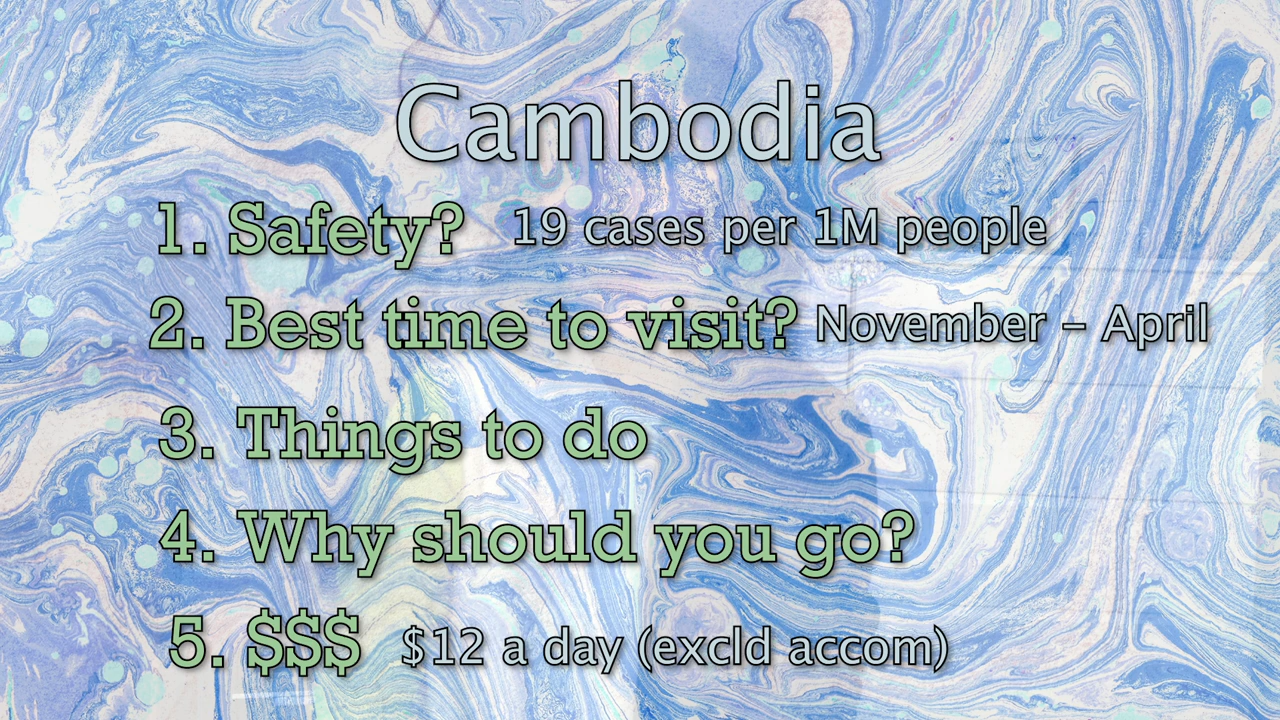 Cambodia
1. Safety? 19 cases per 1M people
2. Best time to visit? November – April
3. Things to do
4. Why should you go?
5. $$$ $12 a day (excld accom)